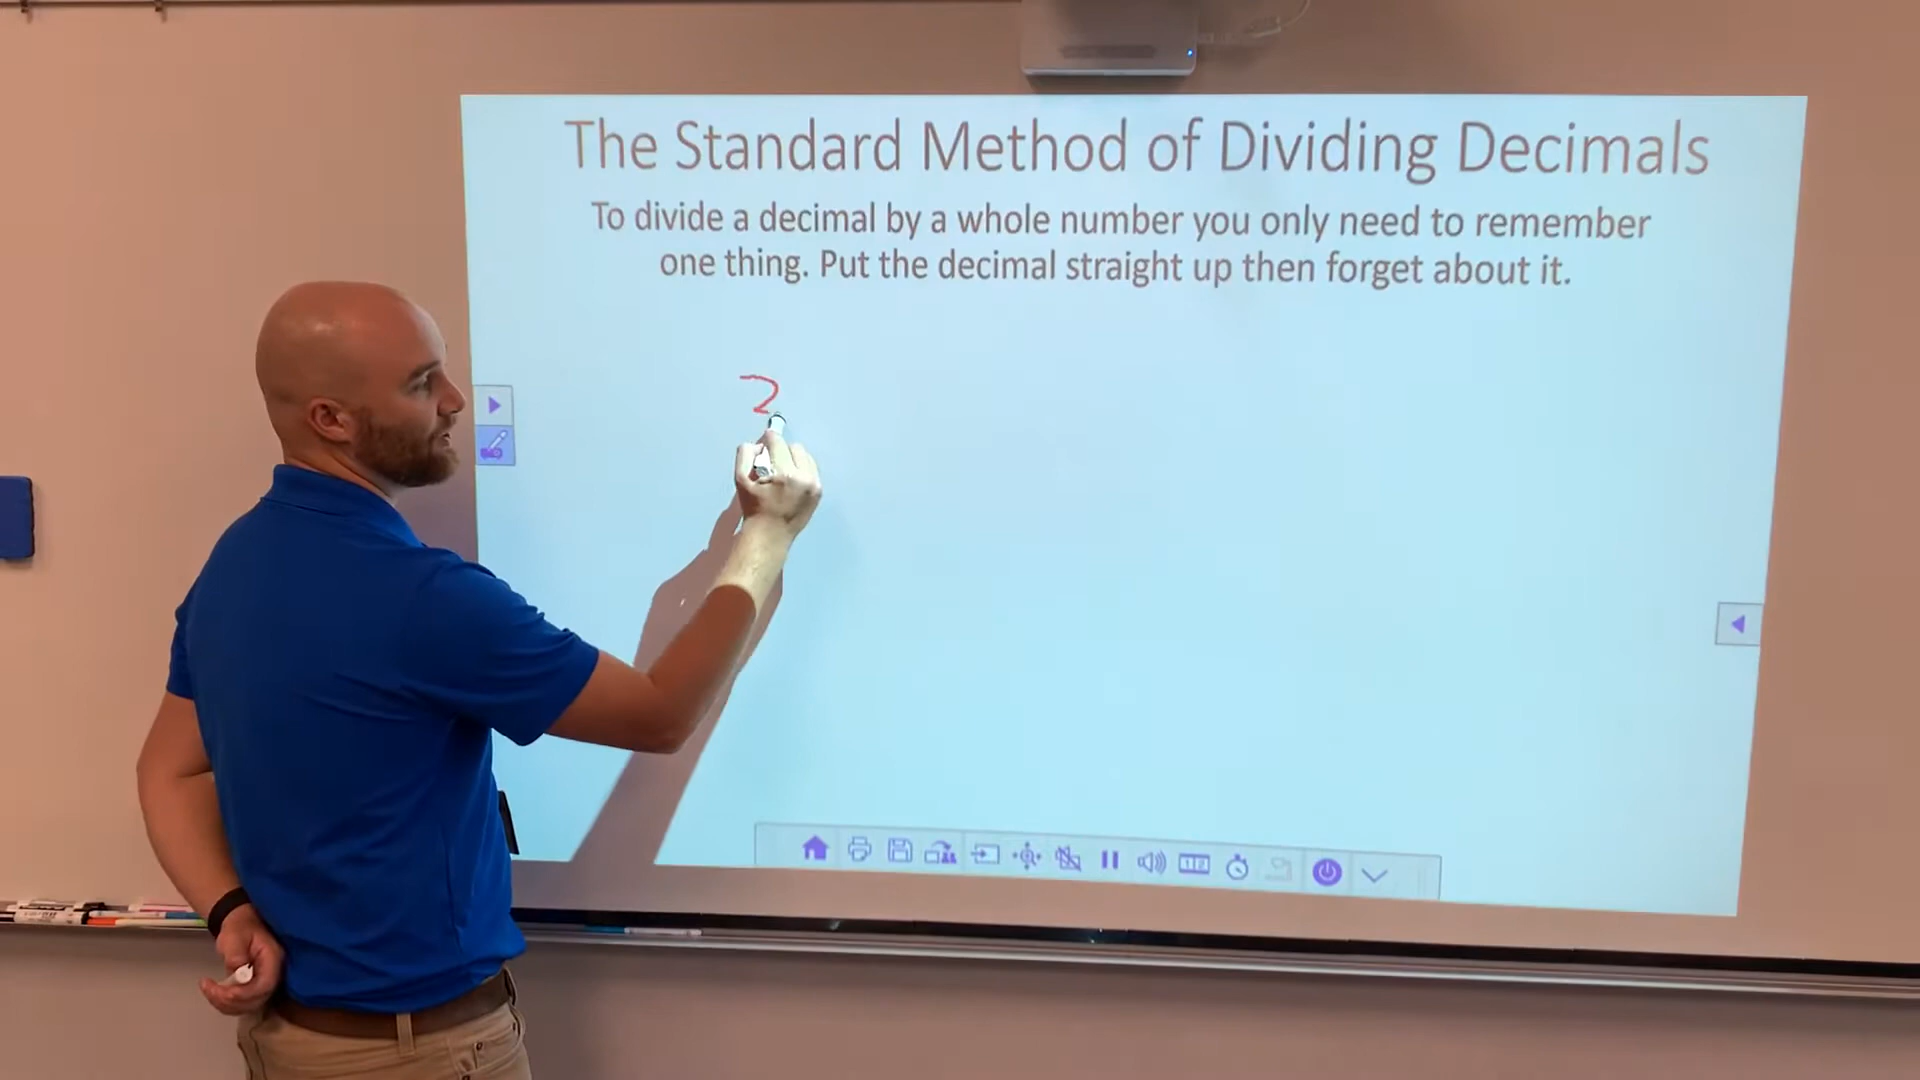 The Standard Method of Dividing Decimals
To divide a decimal by a whole number you only need to remember
one thing. Put the decimal straight up then forget about it.
2